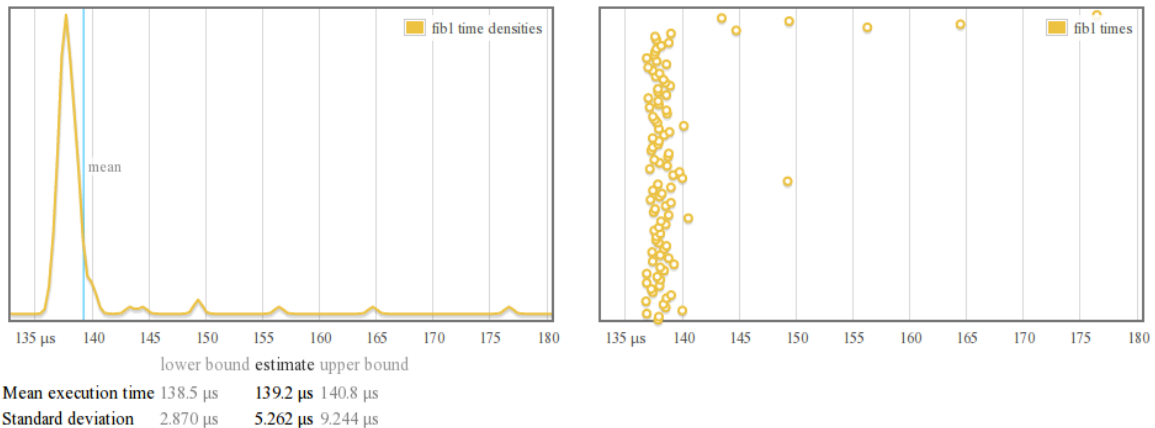 fib1 time densities
mean
135 µs 140 145 150 155 160 165 170 175 180
fib1 times
135 µs 140 145 150 155 160 165 170 175 180
lower bound estimate upper bound
Mean execution time 138.5 µs 139.2 µs 140.8 µs
Standard deviation 2.870 µs 5.262 µs 9.244 µs